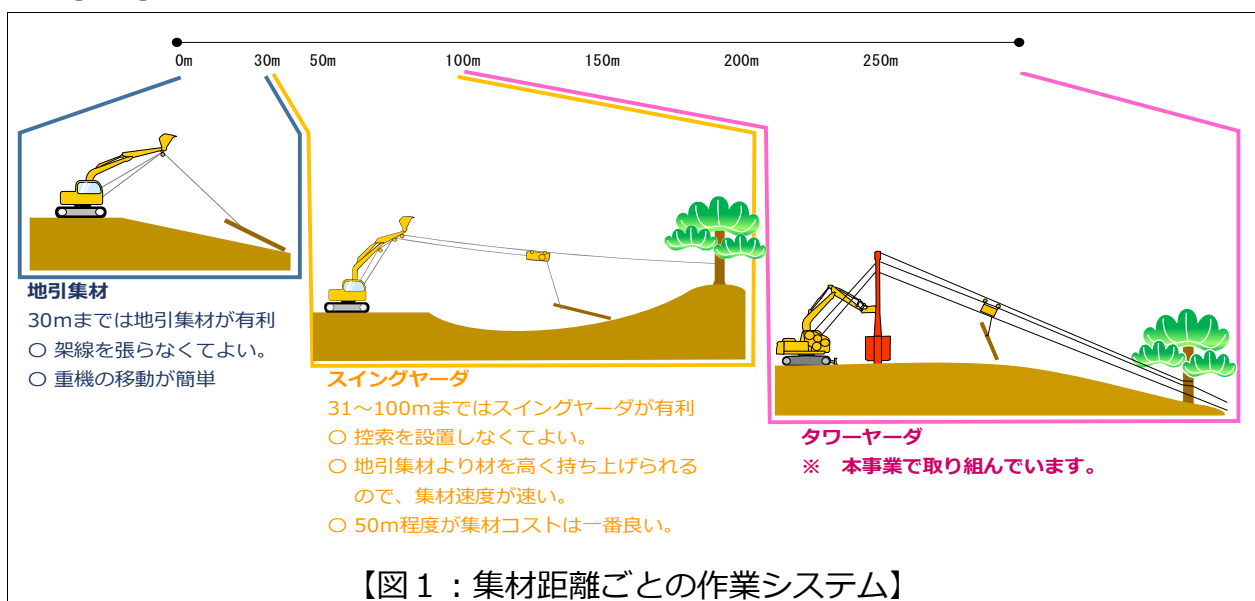 0m 30m 50m 100m 150m 200m 250m
地引集材
30mまでは地引集材が有利
○ 架線を張らなくてよい。
○ 重機の移動が簡単
スイングヤーダ
31～100mまではスイングヤーダが有利
○ 控索を設置しなくてよい。
○ 地引集材より材を高く持ち上げられる
ので、集材速度が速い。
○ 50m程度が集材コストは一番良い。
タワーヤーダ
※ 本事業で取り組んでいます。
【図１：集材距離ごとの作業システム】